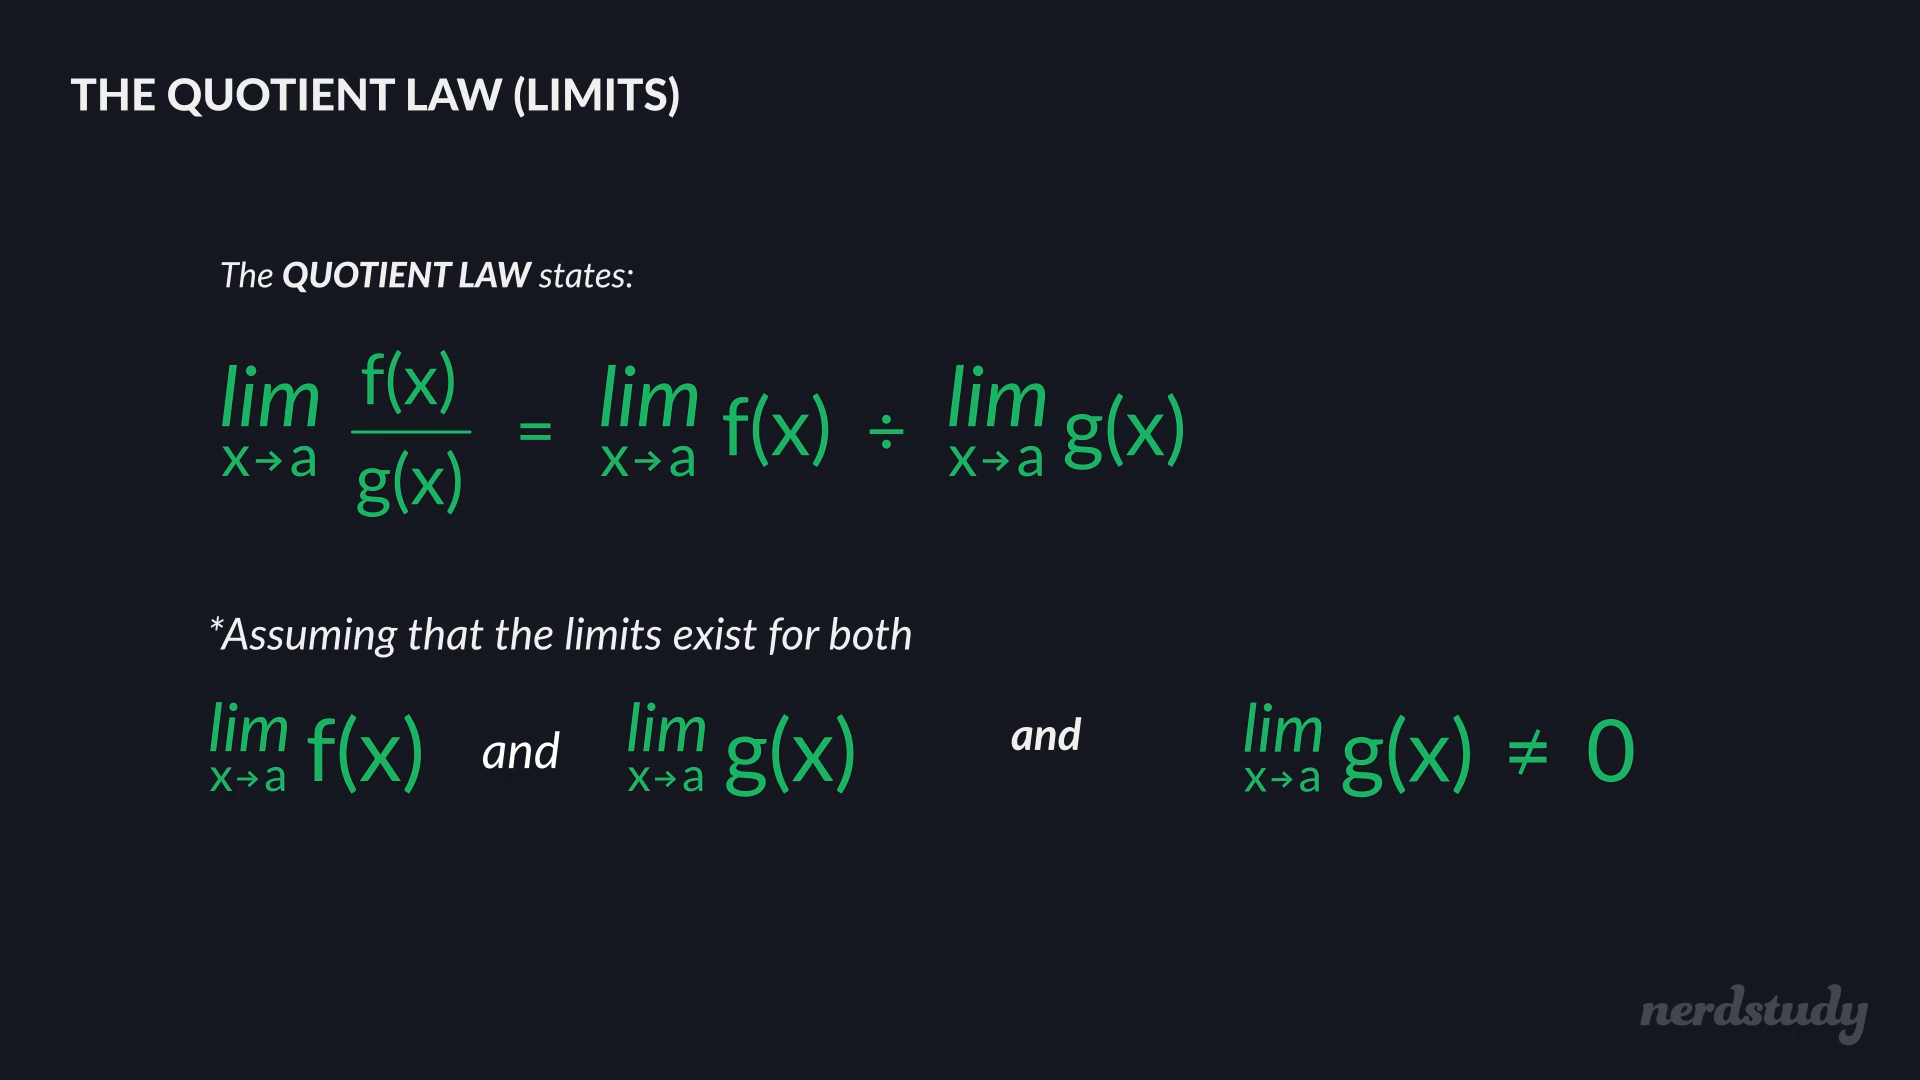 THE QUOTIENT LAW (LIMITS)
The QUOTIENT LAW states:
lim x→a f(x)/g(x) = lim x→a f(x) ÷ lim x→a g(x)
*Assuming that the limits exist for both
lim x→a f(x) and lim x→a g(x) and lim x→a g(x) ≠ 0
nerdstudy